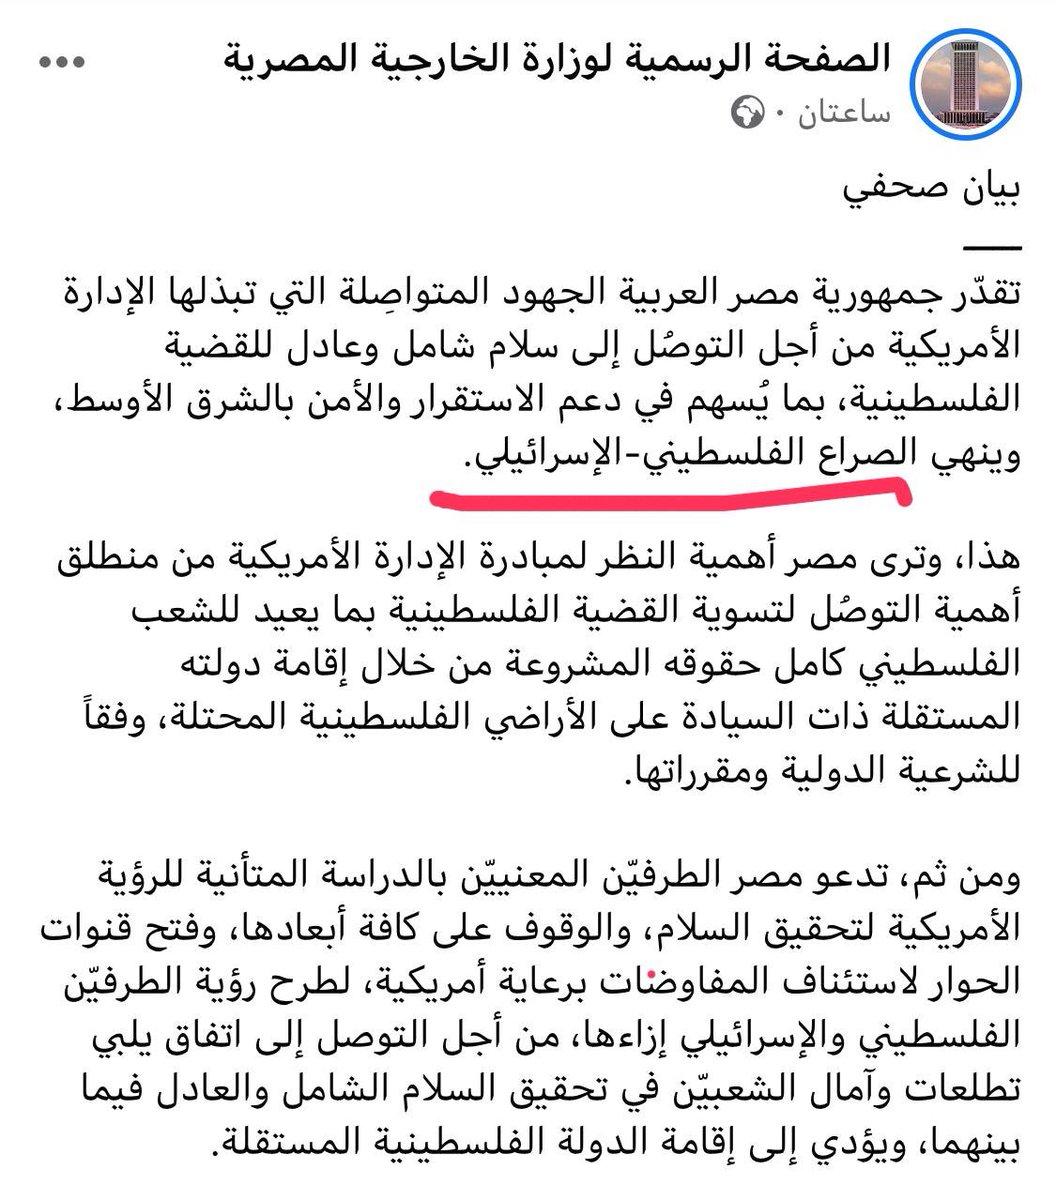 الصفحة الرسمية لوزارة الخارجية المصرية
ساعتان ·
بيان صحفي
تقدّر جمهورية مصر العربية الجهود المتواصِلة التي تبذلها الإدارة
الأمريكية من أجل التوصُل إلى سلام شامل وعادل للقضية
الفلسطينية، بما يُسهم في دعم الاستقرار والأمن بالشرق الأوسط،
وينهي الصراع الفلسطيني-الإسرائيلي.
هذا، وترى مصر أهمية النظر لمبادرة الإدارة الأمريكية من منطلق
أهمية التوصُل لتسوية القضية الفلسطينية بما يعيد للشعب
الفلسطيني كامل حقوقه المشروعة من خلال إقامة دولته
المستقلة ذات السيادة على الأراضي الفلسطينية المحتلة، وفقاً
للشرعية الدولية ومقرراتها.
ومن ثم، تدعو مصر الطرفيّن المعنييّن بالدراسة المتأنية للرؤية
الأمريكية لتحقيق السلام، والوقوف على كافة أبعادها، وفتح قنوات
الحوار لاستئناف المفاوضات برعاية أمريكية، لطرح رؤية الطرفيّن
الفلسطيني والإسرائيلي إزاءها، من أجل التوصل إلى اتفاق يلبي
تطلعات وآمال الشعبيّن في تحقيق السلام الشامل والعادل فيما
بينهما، ويؤدي إلى إقامة الدولة الفلسطينية المستقلة.